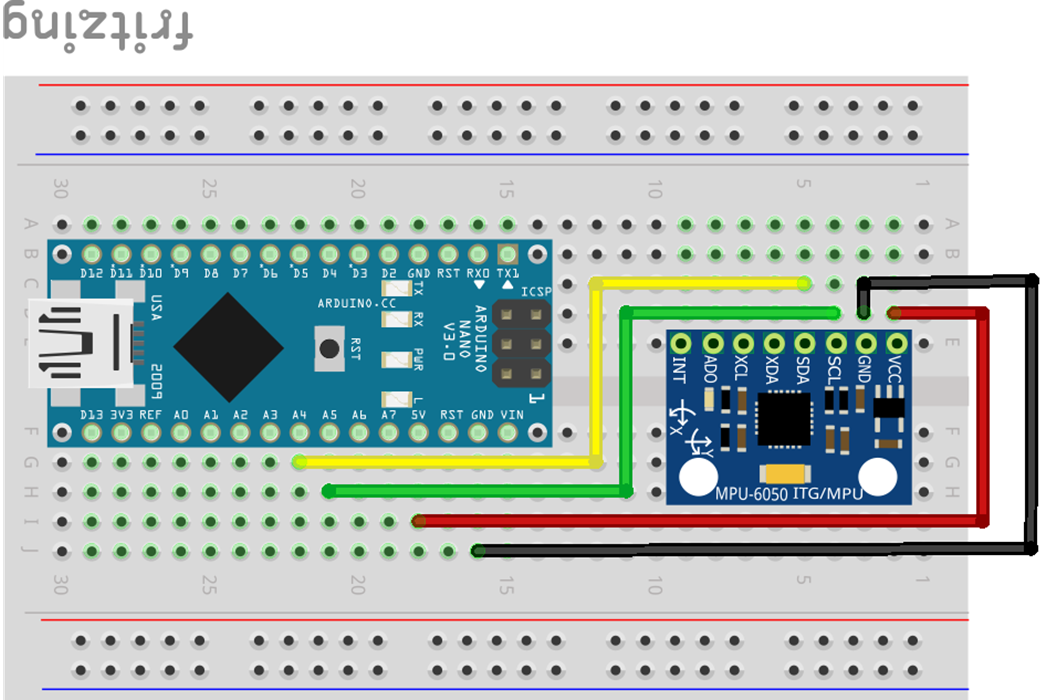 fritzing
30 25 20 15 10 5 1
A A
B B
D12 D11 D10 D9 D8 D7 D6 D5 D4 D3 D2 GND RST RX0 TX1
C
ARDUINO.CC
TX
ICSP
RX
USA
2009
RST
PWR
L
ARDUINO
NANO
V3.0
1
E
INT ADO XCL XDA SDA SCL GND VCC
D13 3V3 REF A0 A1 A2 A3 A4 A5 A6 A7 5V RST GND VIN
X
Y
F F
G G
H H
MPU-6050 ITG/MPU
I I
J J
30 25 20 15 10 5 1